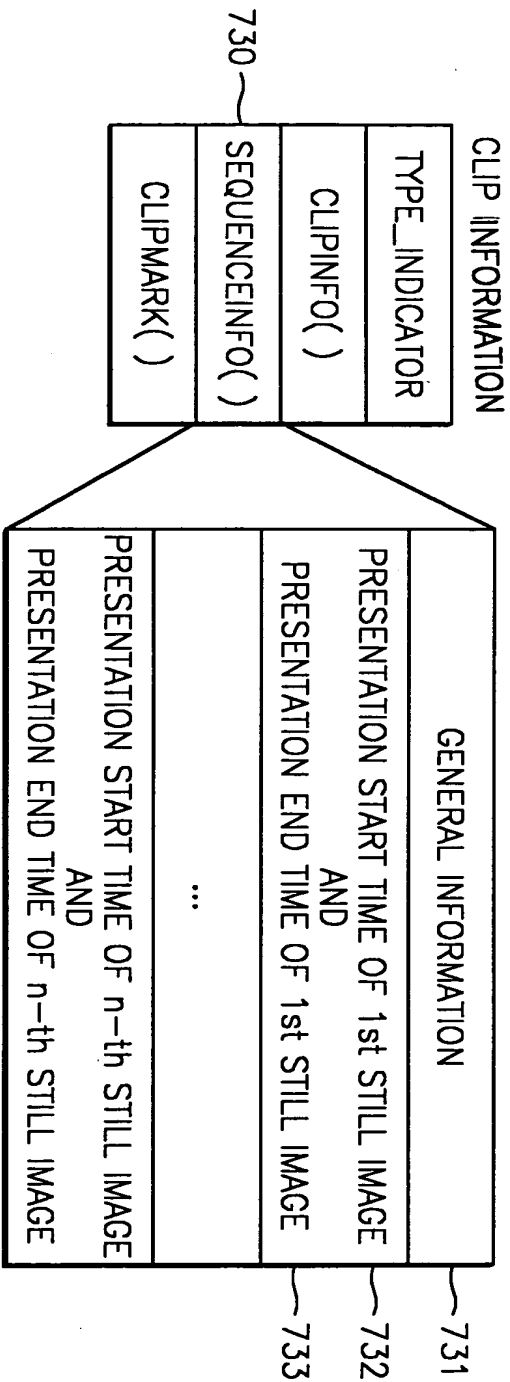 CLIP INFORMATION
TYPE_INDICATOR
CLIPINFO( )
730
SEQUENCEINFO( )
CLIPMARK( )
GENERAL INFORMATION
731
PRESENTATION START TIME OF 1st STILL IMAGE
732
AND
PRESENTATION END TIME OF 1st STILL IMAGE
733
...
PRESENTATION START TIME OF n-th STILL IMAGE
AND
PRESENTATION END TIME OF n-th STILL IMAGE